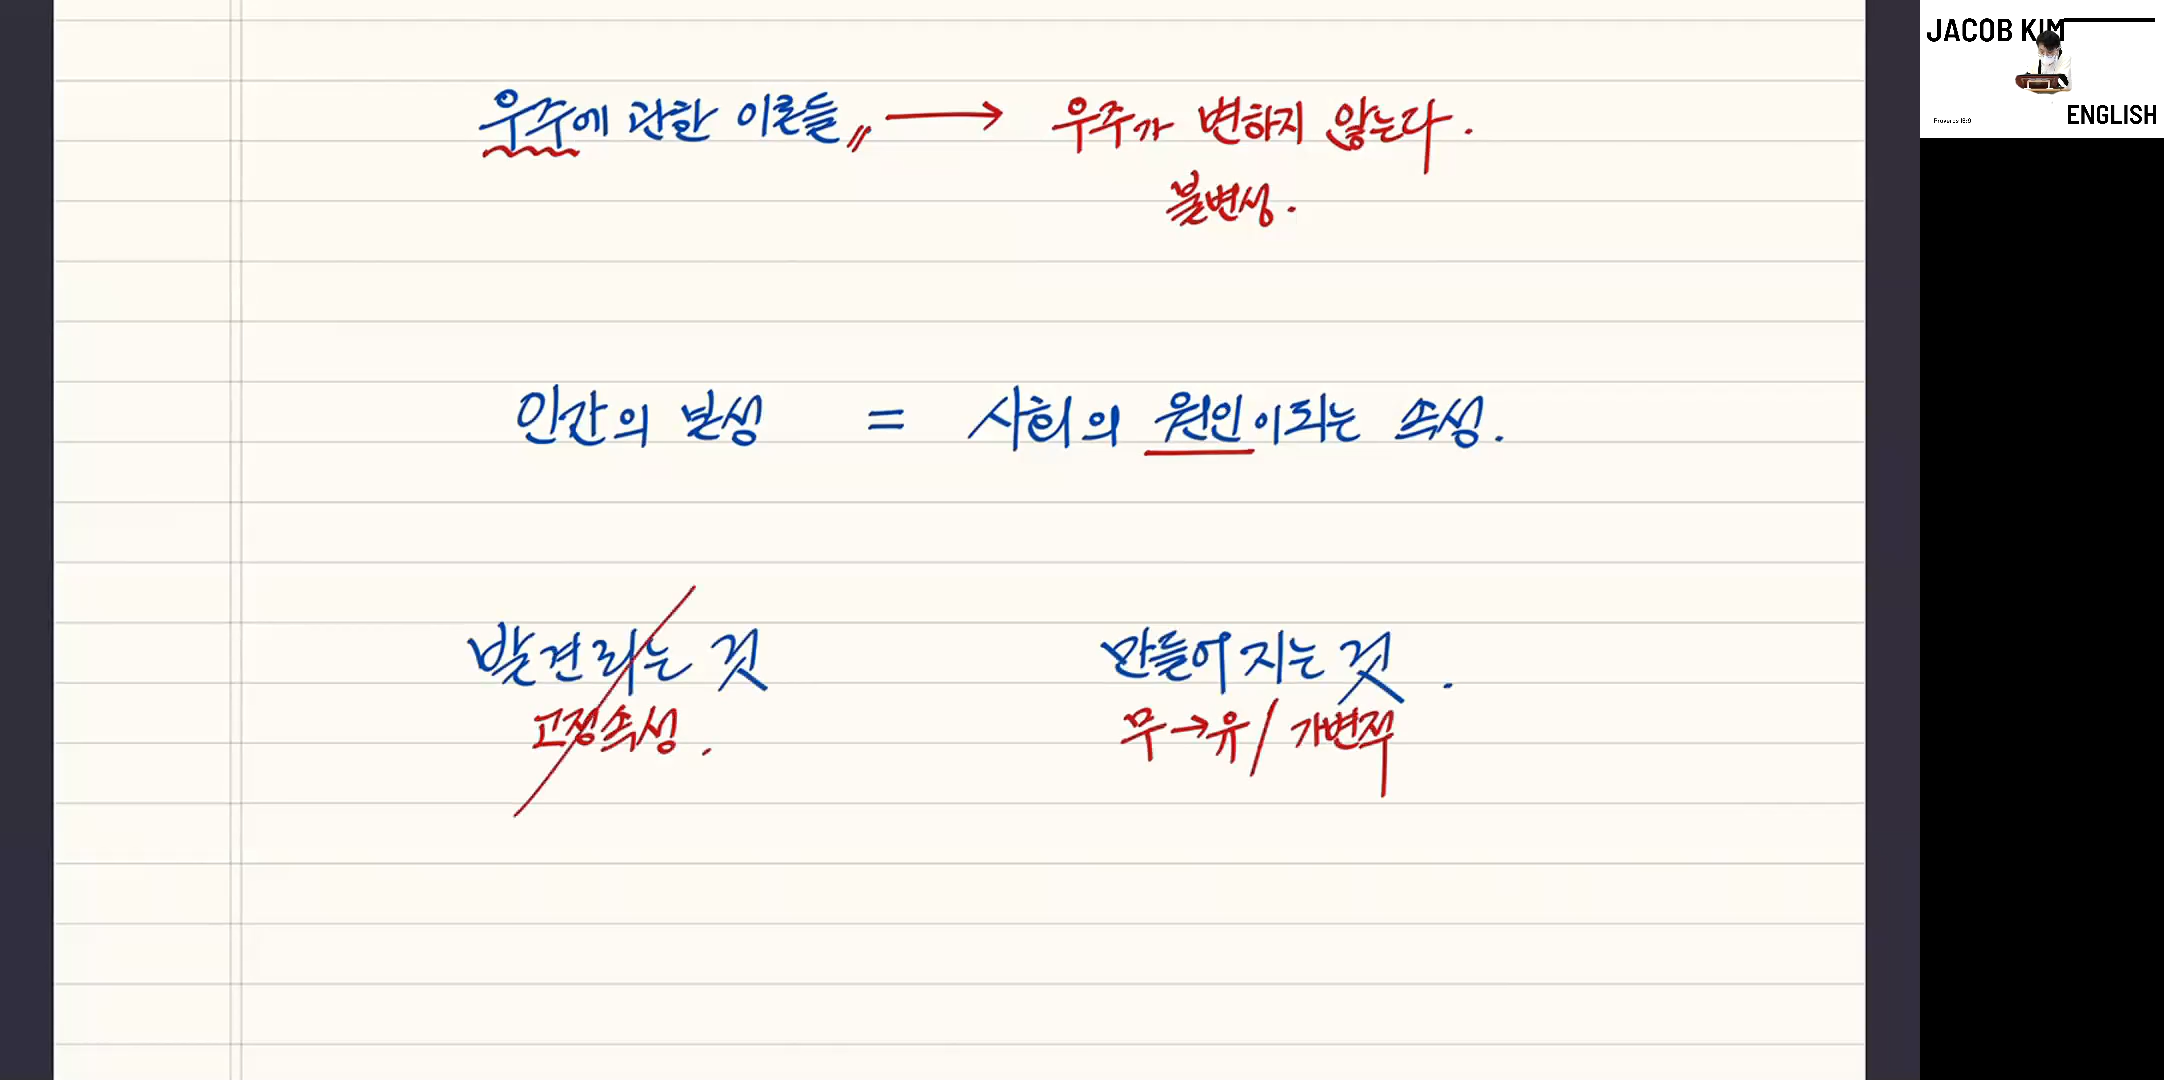 우주에 관한 이론들 → 우주가 변하지 않는다.
불변성.
인간의 본성 = 사회의 원인이되는 속성.
발견되는 것 만들어 지는 것.
고정속성. 무→유/ 가변적
JACOB KIM
Proverbs 16:9
ENGLISH